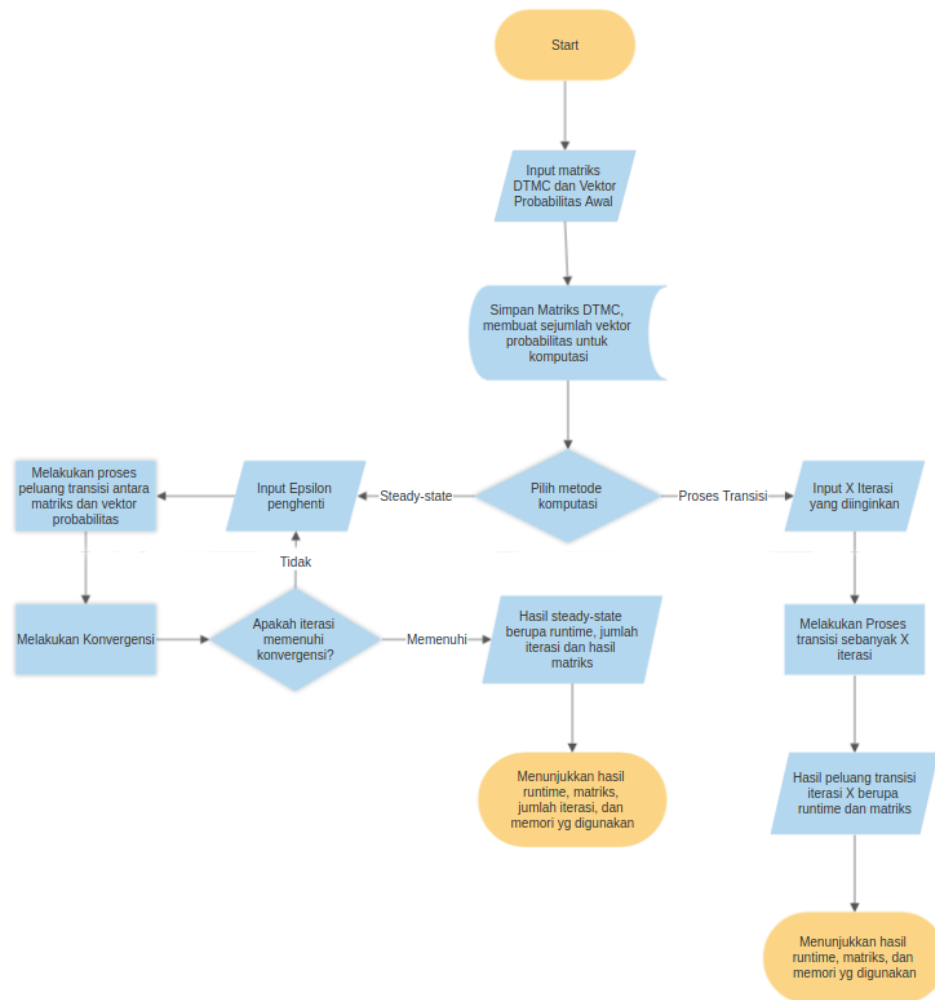 Start
Input matriks
DTMC dan Vektor
Probabilitas Awal
Simpan Matriks DTMC,
membuat sejumlah vektor
probabilitas untuk
komputasi
Pilih metode
komputasi
Steady-state
Input Epsilon
penghenti
Melakukan proses
peluang transisi antara
matriks dan vektor
probabilitas
Melakukan Konvergensi
Apakah iterasi
memenuhi
konvergensi?
Tidak
Memenuhi
Hasil steady-state
berupa runtime, jumlah
iterasi dan hasil
matriks
Menunjukkan hasil
runtime, matriks,
jumlah iterasi, dan
memori yg digunakan
Proses Transisi
Input X Iterasi
yang diinginkan
Melakukan Proses
transisi sebanyak X
iterasi
Hasil peluang transisi
iterasi X berupa
runtime dan matriks
Menunjukkan hasil
runtime, matriks, dan
memori yg digunakan